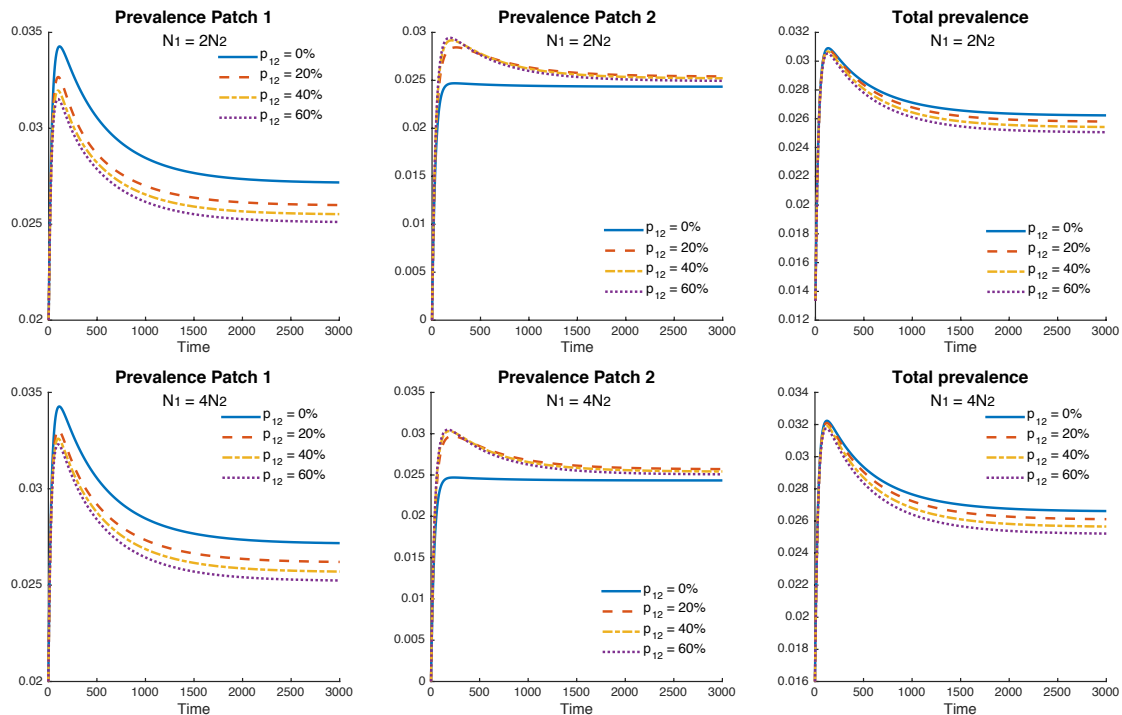 Prevalence Patch 1
N1 = 2N2
p12 = 0%
p12 = 20%
p12 = 40%
p12 = 60%
0.035
0.03
0.025
0.02
0 500 1000 1500 2000 2500 3000
Time
Prevalence Patch 2
N1 = 2N2
0.03
0.025
0.02
0.015
0.01
0.005
0
p12 = 0%
p12 = 20%
p12 = 40%
p12 = 60%
0 500 1000 1500 2000 2500 3000
Time
Total prevalence
N1 = 2N2
0.032
0.03
0.028
0.026
0.024
0.022
0.02
0.018
0.016
0.014
0.012
p12 = 0%
p12 = 20%
p12 = 40%
p12 = 60%
0 500 1000 1500 2000 2500 3000
Time
Prevalence Patch 1
N1 = 4N2
p12 = 0%
p12 = 20%
p12 = 40%
p12 = 60%
0.035
0.03
0.025
0.02
0 500 1000 1500 2000 2500 3000
Time
Prevalence Patch 2
N1 = 4N2
0.035
0.03
0.025
0.02
0.015
0.01
0.005
0
p12 = 0%
p12 = 20%
p12 = 40%
p12 = 60%
0 500 1000 1500 2000 2500 3000
Time
Total prevalence
N1 = 4N2
p12 = 0%
p12 = 20%
p12 = 40%
p12 = 60%
0.034
0.032
0.03
0.028
0.026
0.024
0.022
0.02
0.018
0.016
0 500 1000 1500 2000 2500 3000
Time